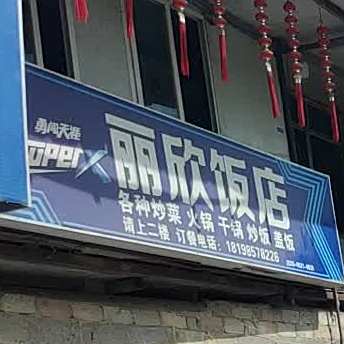 勇闯天涯
superX
丽欣饭店
各种炒菜 火锅 干锅 炒饭 盖饭
请上二楼 订餐电话：18198578226